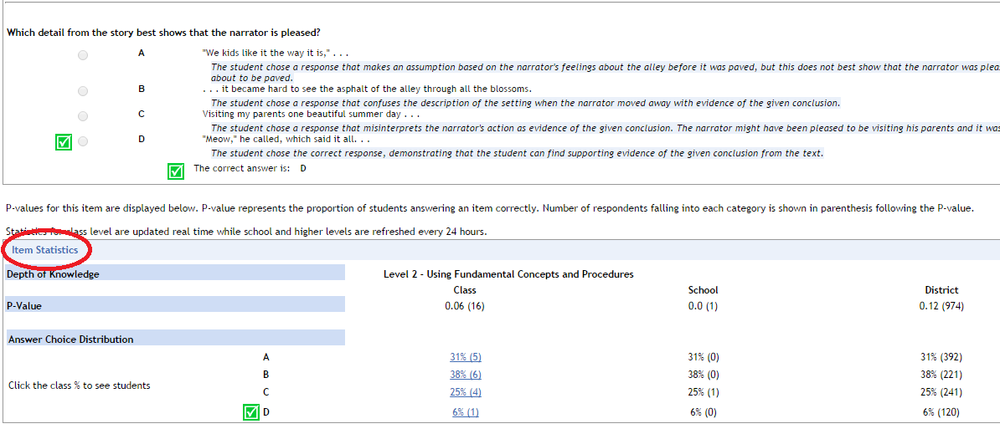 Which detail from the story best shows that the narrator is pleased?
A "We kids like it the way it is," . . .
The student chose a response that makes an assumption based on the narrator's feelings about the alley before it was paved, but this does not best show that the narrator was plea
about to be paved.
B . . . it became hard to see the asphalt of the alley through all the blossoms.
The student chose a response that confuses the description of the setting when the narrator moved away with evidence of the given conclusion.
C Visiting my parents one beautiful summer day . . .
The student chose a response that misinterprets the narrator's action as evidence of the given conclusion. The narrator might have been pleased to be visiting his parents and it was
D "Meow," he called, which said it all. . .
The student chose the correct response, demonstrating that the student can find supporting evidence of the given conclusion from the text.
The correct answer is: D
P-values for this item are displayed below. P-value represents the proportion of students answering an item correctly. Number of respondents falling into each category is shown in parenthesis following the P-value.
Statistics for class level are updated real time while school and higher levels are refreshed every 24 hours.
Item Statistics
Depth of Knowledge Level 2 - Using Fundamental Concepts and Procedures
Class School District
P-Value 0.06 (16) 0.0 (1) 0.12 (974)
Answer Choice Distribution
A 31% (5) 31% (0) 31% (392)
B 38% (6) 38% (0) 38% (221)
Click the class % to see students
C 25% (4) 25% (1) 25% (241)
D 6% (1) 6% (0) 6% (120)